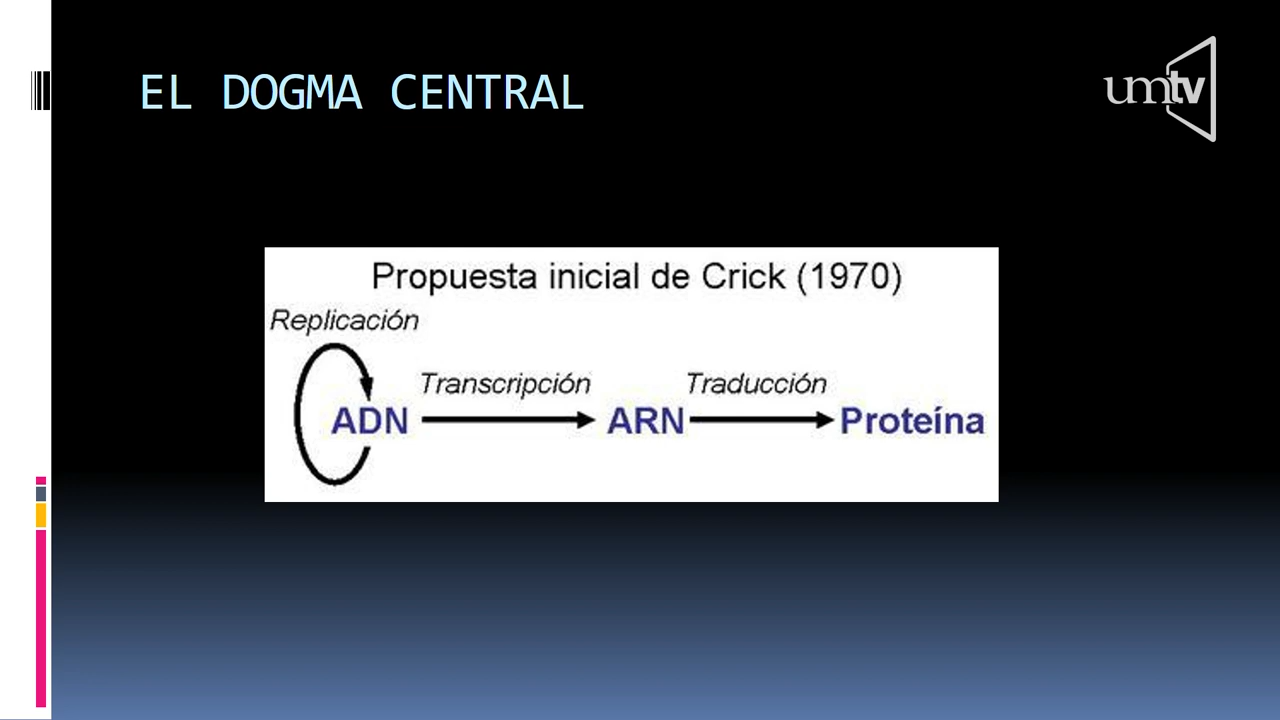 EL DOGMA CENTRAL
umtv
Propuesta inicial de Crick (1970)
Replicación
Transcripción
Traducción
ADN
ARN
Proteína